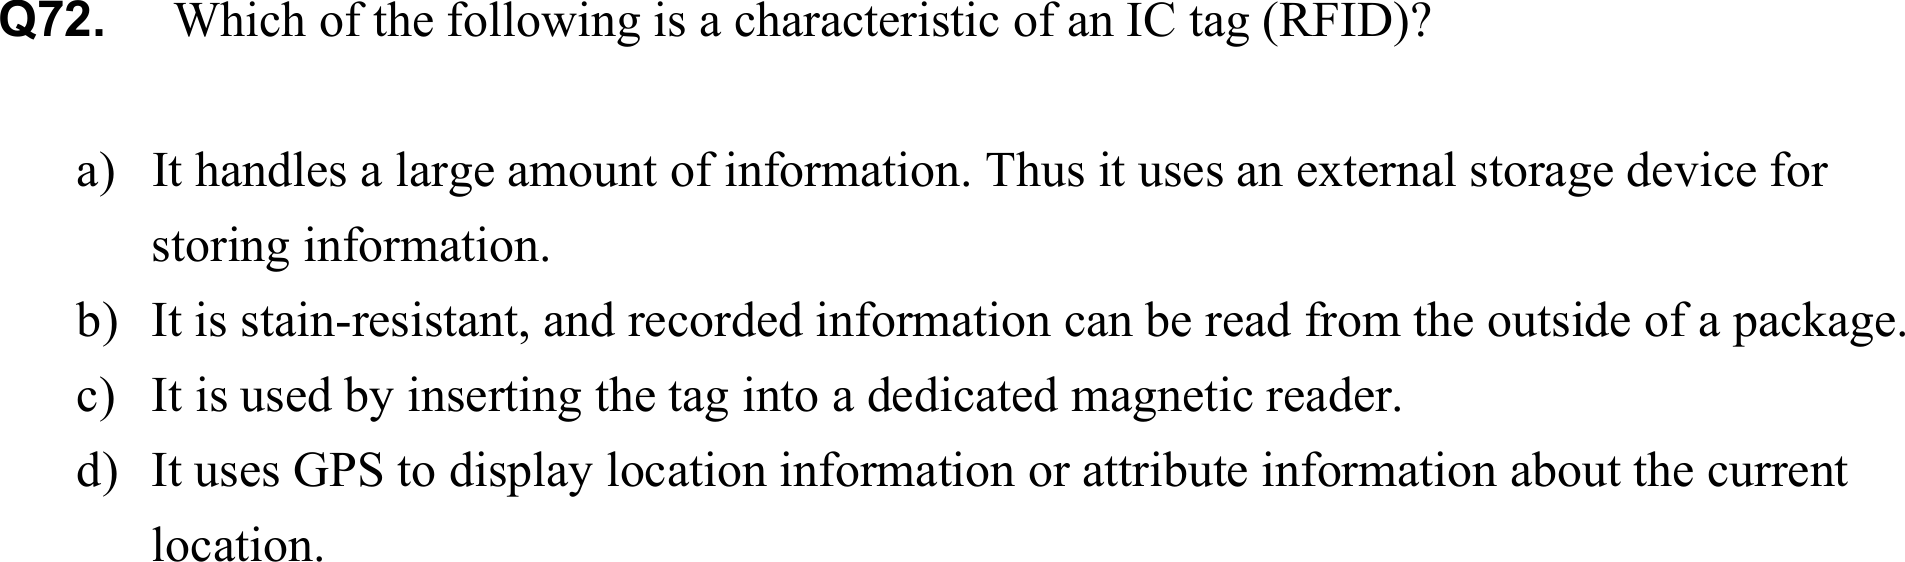 Q72. Which of the following is a characteristic of an IC tag (RFID)?
a) It handles a large amount of information. Thus it uses an external storage device for
storing information.
b) It is stain-resistant, and recorded information can be read from the outside of a package.
c) It is used by inserting the tag into a dedicated magnetic reader.
d) It uses GPS to display location information or attribute information about the current
location.